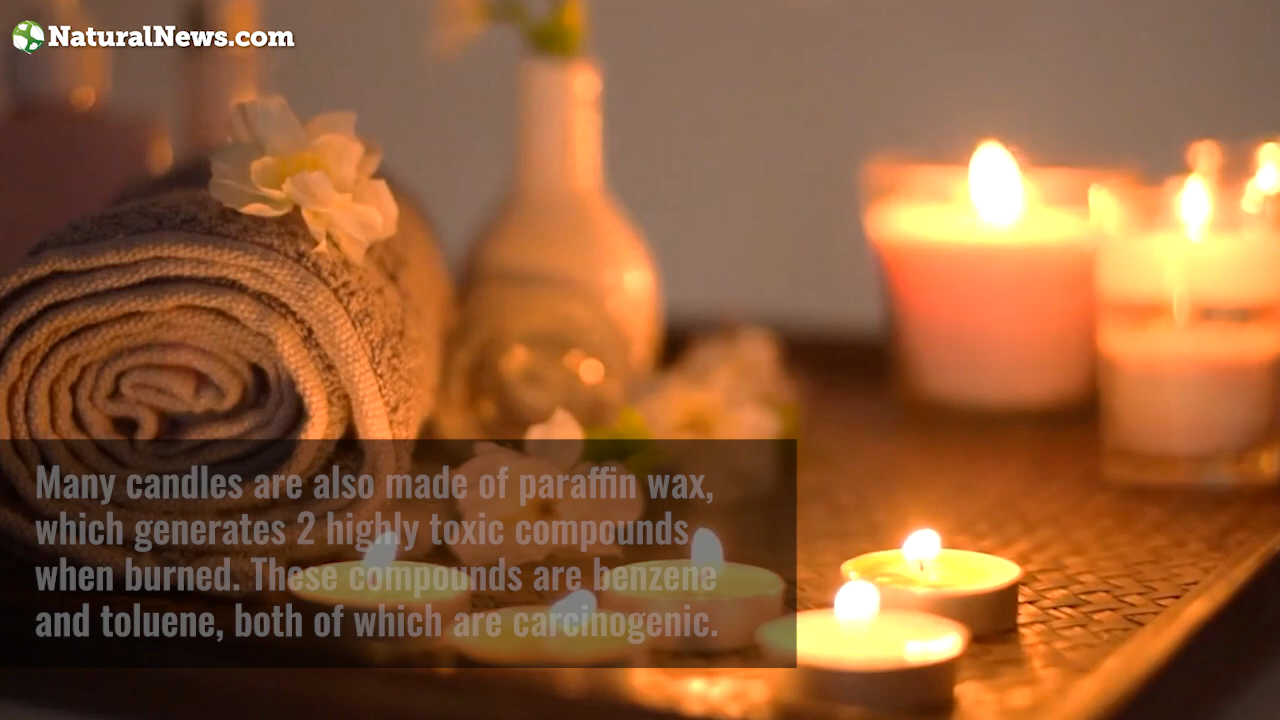 NaturalNews.com
Many candles are also made of paraffin wax,
which generates 2 highly toxic compounds
when burned. These compounds are benzene
and toluene, both of which are carcinogenic.